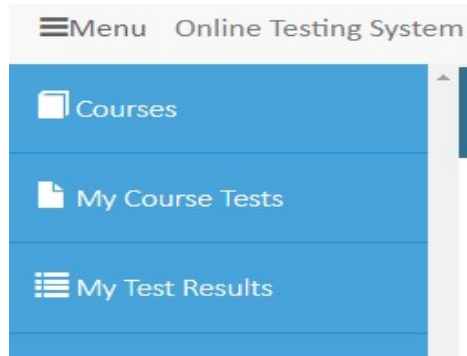 Menu Online Testing System
Courses
My Course Tests
My Test Results